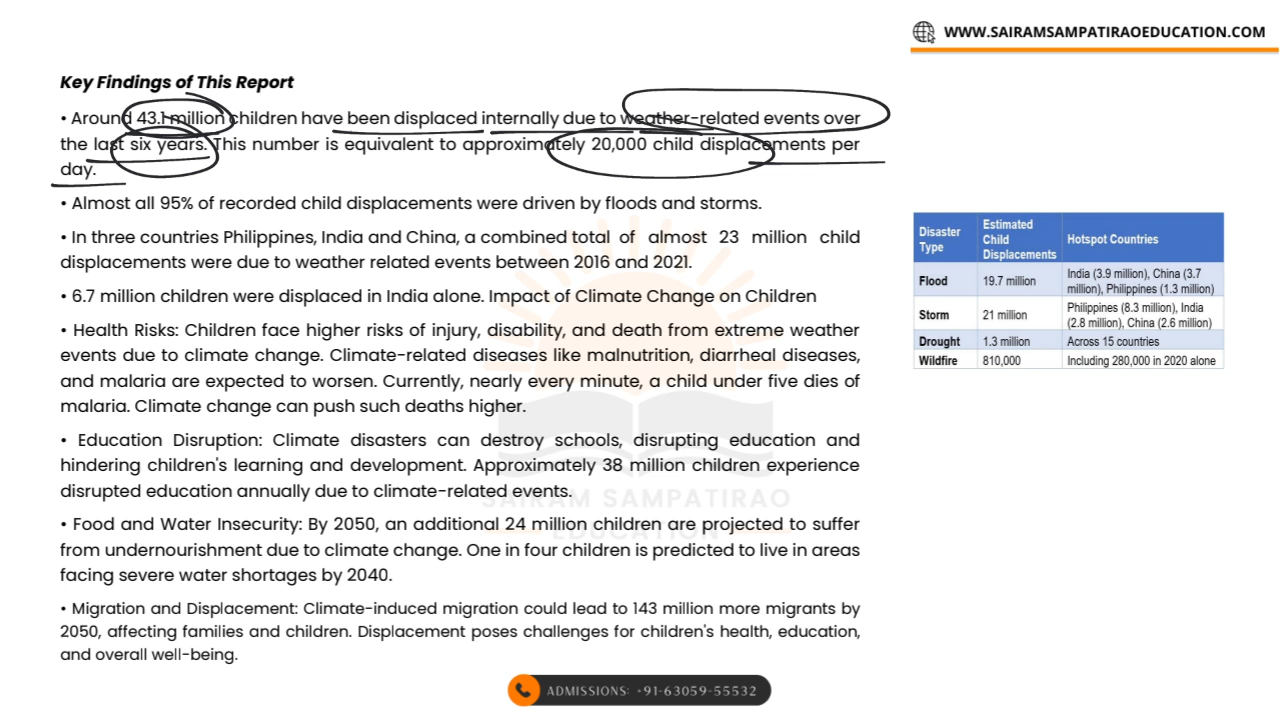 WWW.SAIRAMSAMPATIRAOEDUCATION.COM
Key Findings of This Report
• Around 43.1 million children have been displaced internally due to weather-related events over
the last six years. This number is equivalent to approximately 20,000 child displacements per
day.
• Almost all 95% of recorded child displacements were driven by floods and storms.
• In three countries Philippines, India and China, a combined total of almost 23 million child
displacements were due to weather related events between 2016 and 2021.
• 6.7 million children were displaced in India alone. Impact of Climate Change on Children
• Health Risks: Children face higher risks of injury, disability, and death from extreme weather
events due to climate change. Climate-related diseases like malnutrition, diarrheal diseases,
and malaria are expected to worsen. Currently, nearly every minute, a child under five dies of
malaria. Climate change can push such deaths higher.
• Education Disruption: Climate disasters can destroy schools, disrupting education and
hindering children's learning and development. Approximately 38 million children experience
disrupted education annually due to climate-related events.
• Food and Water Insecurity: By 2050, an additional 24 million children are projected to suffer
from undernourishment due to climate change. One in four children is predicted to live in areas
facing severe water shortages by 2040.
• Migration and Displacement: Climate-induced migration could lead to 143 million more migrants by
2050, affecting families and children. Displacement poses challenges for children's health, education,
and overall well-being.
Disaster Type | Estimated Child Displacements | Hotspot Countries
Flood | 19.7 million | India (3.9 million), China (3.7 million), Philippines (1.3 million)
Storm | 21 million | Philippines (8.3 million), India (2.8 million), China (2.6 million)
Drought | 1.3 million | Across 15 countries
Wildfire | 810,000 | Including 280,000 in 2020 alone
SAIRAM SAMPATIRAO
EDUCATION
ADMISSIONS: +91-63059-55532